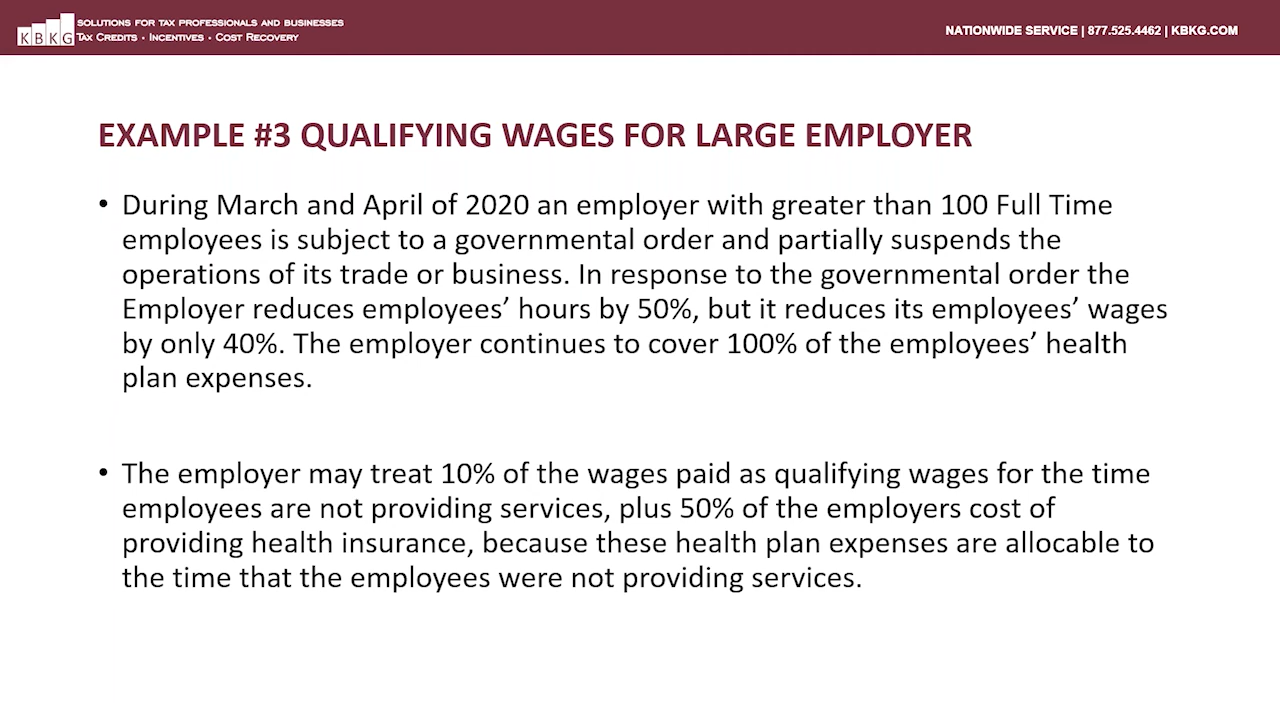 KBKG
SOLUTIONS FOR TAX PROFESSIONALS AND BUSINESSES
TAX CREDITS • INCENTIVES • COST RECOVERY
NATIONWIDE SERVICE | 877.525.4462 | KBKG.COM
EXAMPLE #3 QUALIFYING WAGES FOR LARGE EMPLOYER
• During March and April of 2020 an employer with greater than 100 Full Time
employees is subject to a governmental order and partially suspends the
operations of its trade or business. In response to the governmental order the
Employer reduces employees’ hours by 50%, but it reduces its employees’ wages
by only 40%. The employer continues to cover 100% of the employees’ health
plan expenses.
• The employer may treat 10% of the wages paid as qualifying wages for the time
employees are not providing services, plus 50% of the employers cost of
providing health insurance, because these health plan expenses are allocable to
the time that the employees were not providing services.